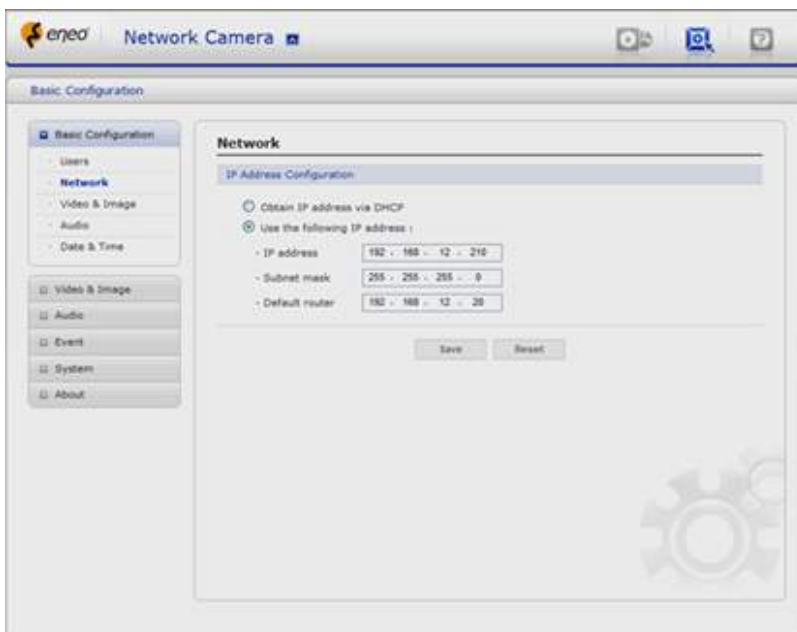 eneo Network Camera
Basic Configuration
Basic Configuration
Users
Network
Video & Image
Audio
Date & Time
Video & Image
Audio
Event
System
About
Network
IP Address Configuration
Obtain IP address via DHCP
Use the following IP address :
- IP address 192 . 168 . 12 . 210
- Subnet mask 255 . 255 . 255 . 0
- Default router 192 . 168 . 12 . 20
Save Reset